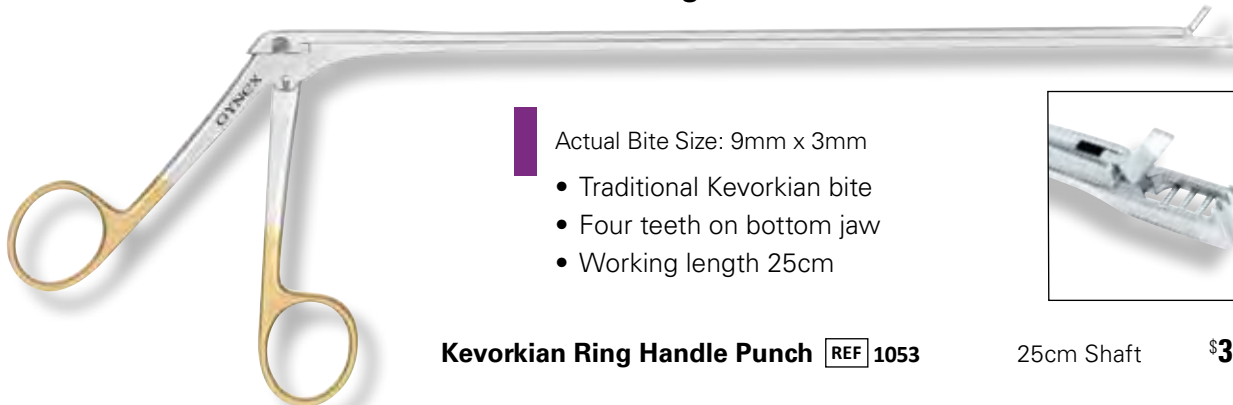 GYNEX
Actual Bite Size: 9mm x 3mm
• Traditional Kevorkian bite
• Four teeth on bottom jaw
• Working length 25cm
Kevorkian Ring Handle Punch REF 1053 25cm Shaft $3